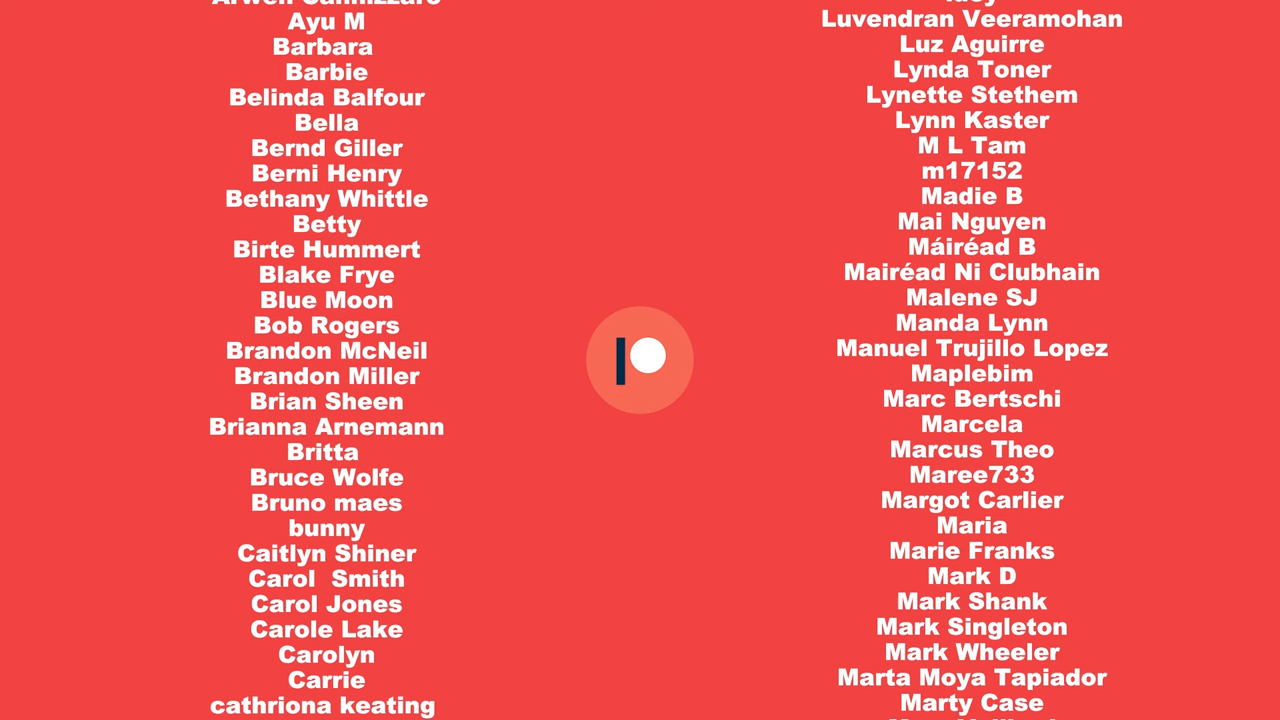 Ayu M
Barbara
Barbie
Belinda Balfour
Bella
Bernd Giller
Berni Henry
Bethany Whittle
Betty
Birte Hummert
Blake Frye
Blue Moon
Bob Rogers
Brandon McNeil
Brandon Miller
Brian Sheen
Brianna Arnemann
Britta
Bruce Wolfe
Bruno maes
bunny
Caitlyn Shiner
Carol  Smith
Carol Jones
Carole Lake
Carolyn
Carrie
cathriona keating
Luvendran Veeramohan
Luz Aguirre
Lynda Toner
Lynette Stethem
Lynn Kaster
M L Tam
m17152
Madie B
Mai Nguyen
Máiréad B
Mairéad Ni Clubhain
Malene SJ
Manda Lynn
Manuel Trujillo Lopez
Maplebim
Marc Bertschi
Marcela
Marcus Theo
Maree733
Margot Carlier
Maria
Marie Franks
Mark D
Mark Shank
Mark Singleton
Mark Wheeler
Marta Moya Tapiador
Marty Case